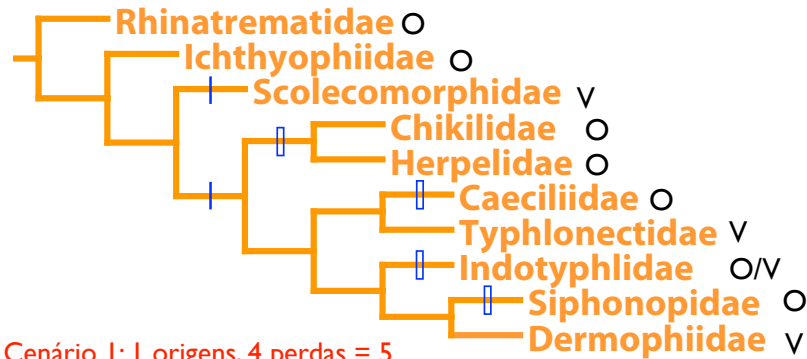 Rhinatrematidae O
Ichthyophiidae O
Scolecomorphidae V
Chikilidae O
Herpelidae O
Caeciliidae O
Typhlonectidae V
Indotyphlidae O/V
Siphonopidae O
Dermophiidae V
Cenário 1: 1 origens, 4 perdas = 5